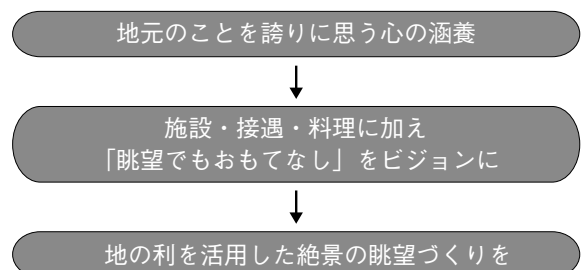 地元のことを誇りに思う心の涵養
施設・接遇・料理に加え
「眺望でもおもてなし」をビジョンに
地の利を活用した絶景の眺望づくりを